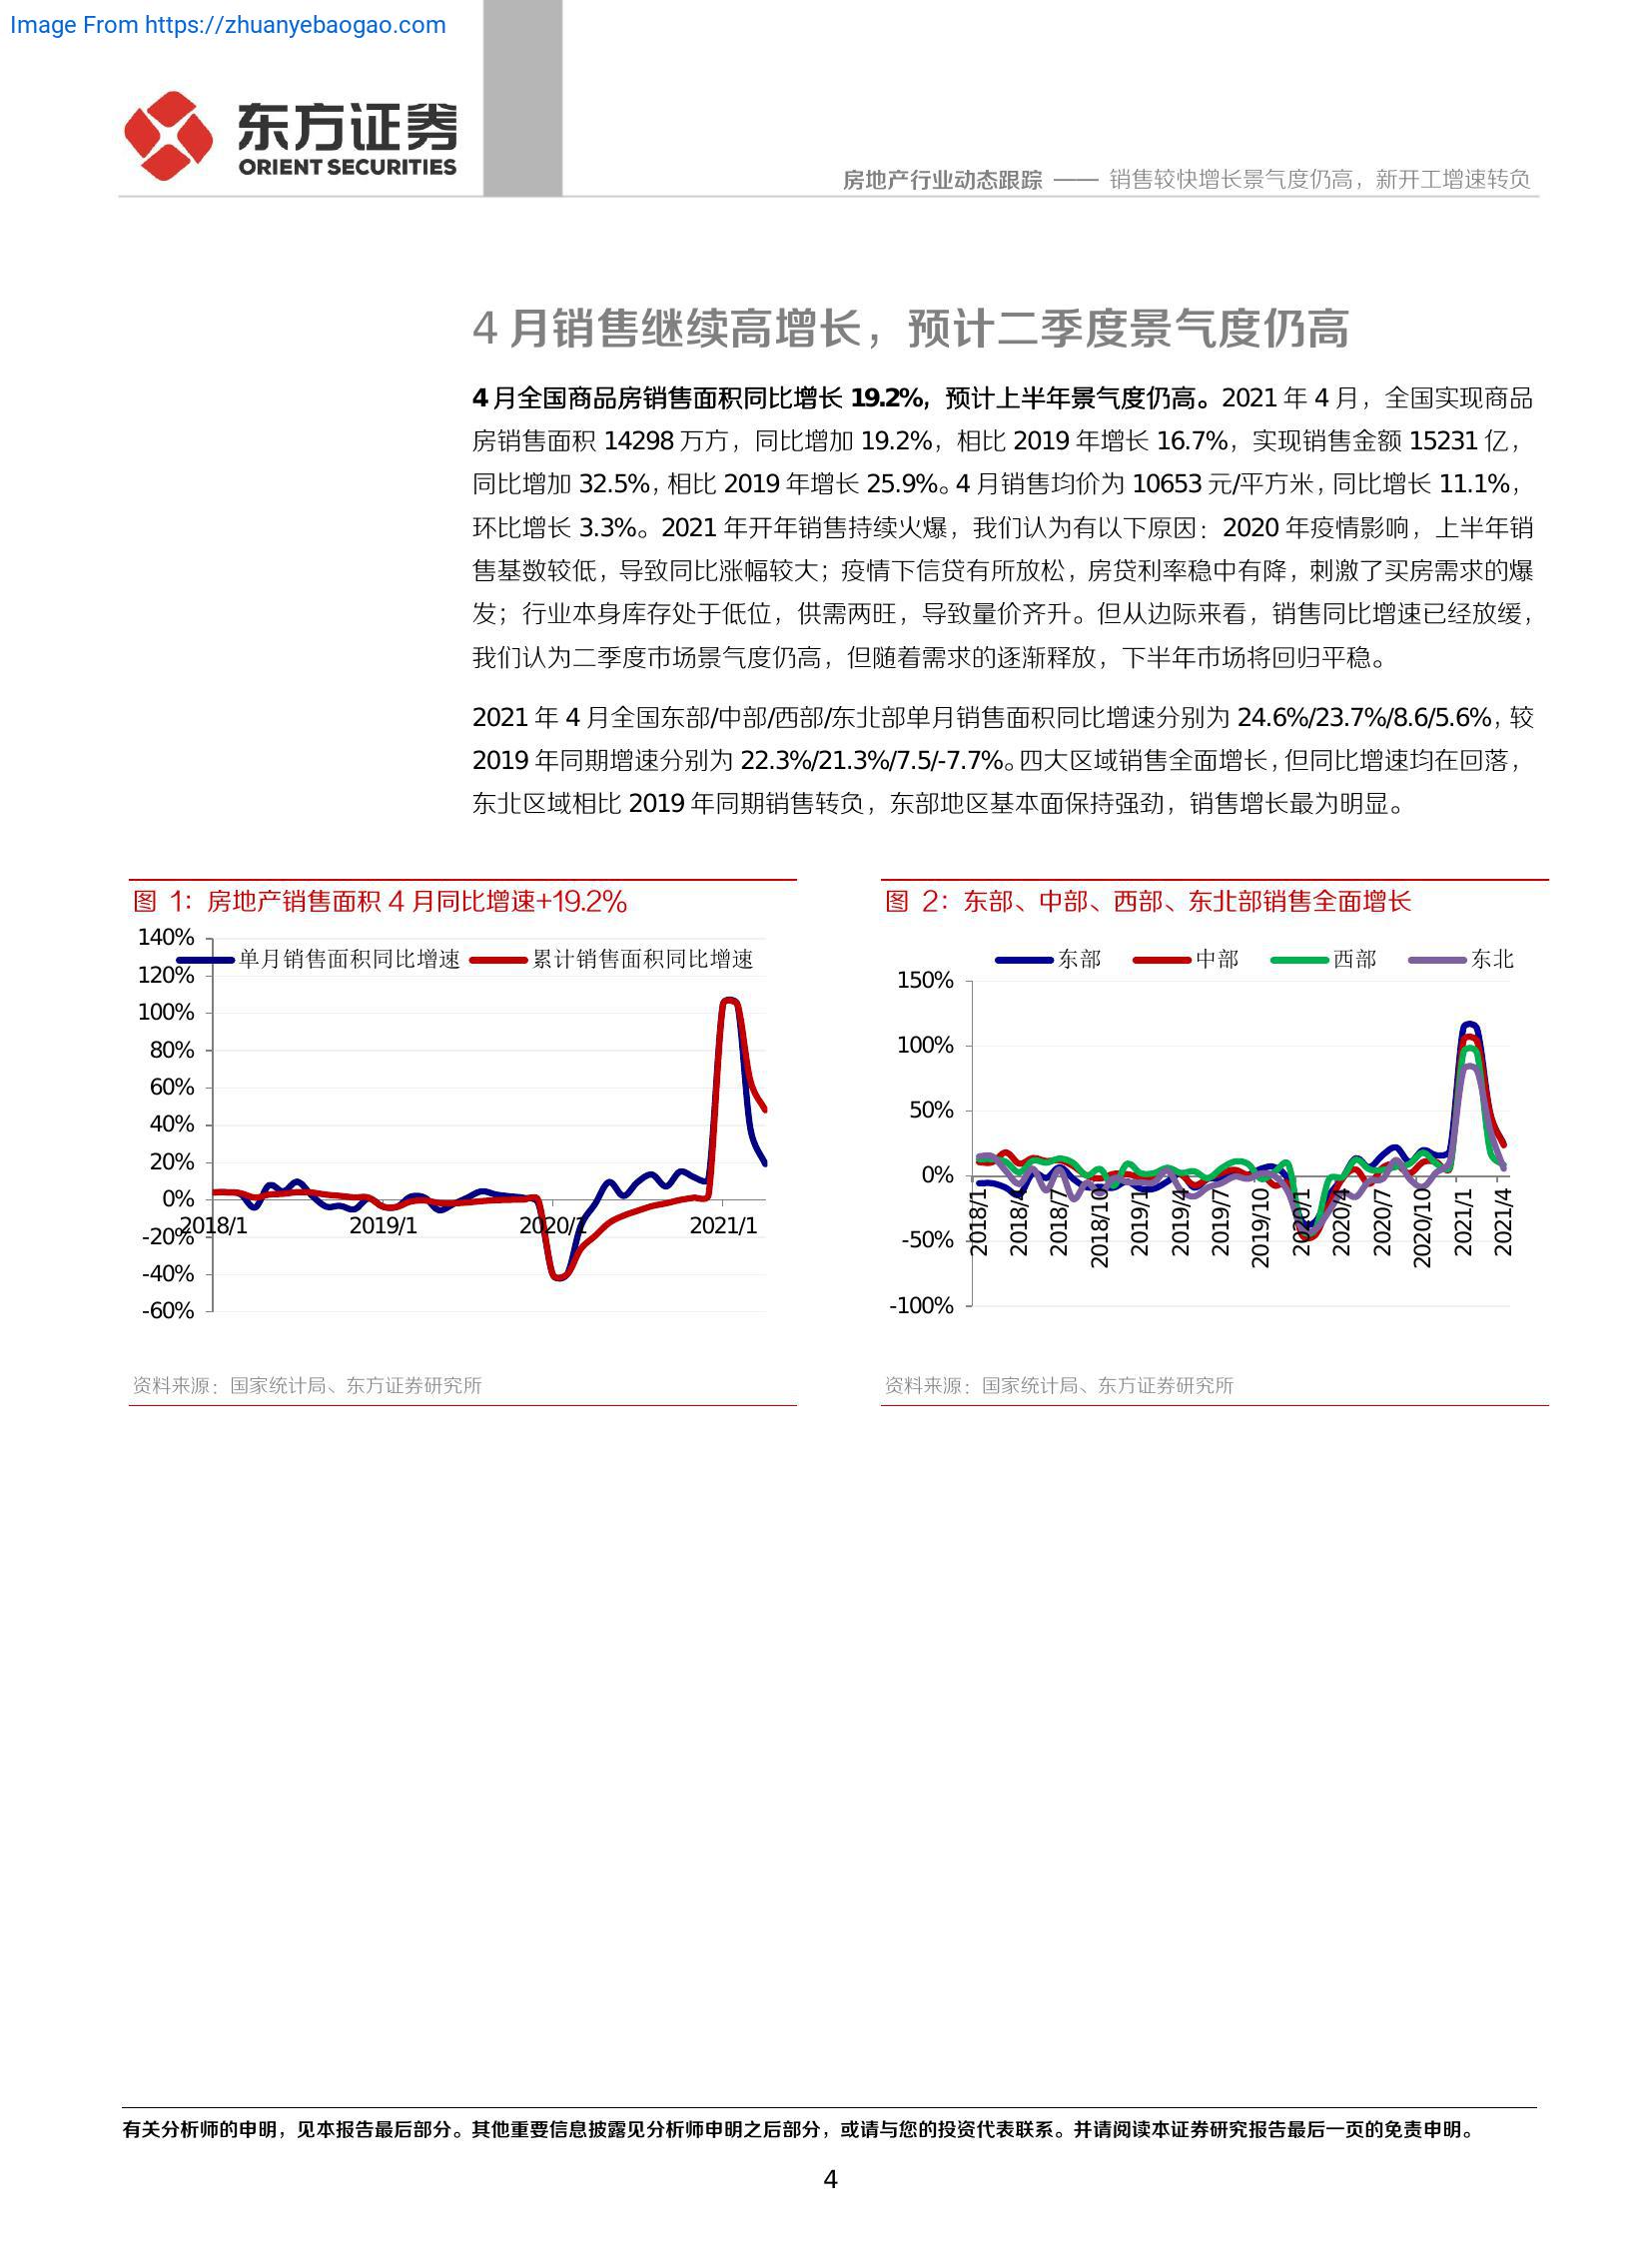 Image From https://zhuanyebaogao.com
东方证券
ORIENT SECURITIES
房地产行业动态跟踪 —— 销售较快增长景气度仍高，新开工增速转负
4 月销售继续高增长，预计二季度景气度仍高
4 月全国商品房销售面积同比增长 19.2%，预计上半年景气度仍高。2021 年 4 月，全国实现商品
房销售面积 14298 万方，同比增加 19.2%，相比 2019 年增长 16.7%，实现销售金额 15231 亿，
同比增加 32.5%，相比 2019 年增长 25.9%。4 月销售均价为 10653 元/平方米，同比增长 11.1%，
环比增长 3.3%。2021 年开年销售持续火爆，我们认为有以下原因：2020 年疫情影响，上半年销
售基数较低，导致同比涨幅较大；疫情下信贷有所放松，房贷利率稳中有降，刺激了买房需求的爆
发；行业本身库存处于低位，供需两旺，导致量价齐升。但从边际来看，销售同比增速已经放缓，
我们认为二季度市场景气度仍高，但随着需求的逐渐释放，下半年市场将回归平稳。
2021 年 4 月全国东部/中部/西部/东北部单月销售面积同比增速分别为 24.6%/23.7%/8.6/5.6%，较
2019 年同期增速分别为 22.3%/21.3%/7.5/-7.7%。四大区域销售全面增长，但同比增速均在回落，
东北区域相比 2019 年同期销售转负，东部地区基本面保持强劲，销售增长最为明显。
图 1：房地产销售面积 4 月同比增速+19.2%
140%
单月销售面积同比增速 累计销售面积同比增速
120%
100%
80%
60%
40%
20%
0%
2018/1 2019/1 2020/1 2021/1
-20%
-40%
-60%
资料来源：国家统计局、东方证券研究所
图 2：东部、中部、西部、东北部销售全面增长
东部 中部 西部 东北
150%
100%
50%
0%
-50%
-100%
2018/1 2018/4 2018/7 2018/10 2019/1 2019/4 2019/7 2019/10 2020/1 2020/4 2020/7 2020/10 2021/1 2021/4
资料来源：国家统计局、东方证券研究所
有关分析师的申明，见本报告最后部分。其他重要信息披露见分析师申明之后部分，或请与您的投资代表联系。并请阅读本证券研究报告最后一页的免责申明。
4